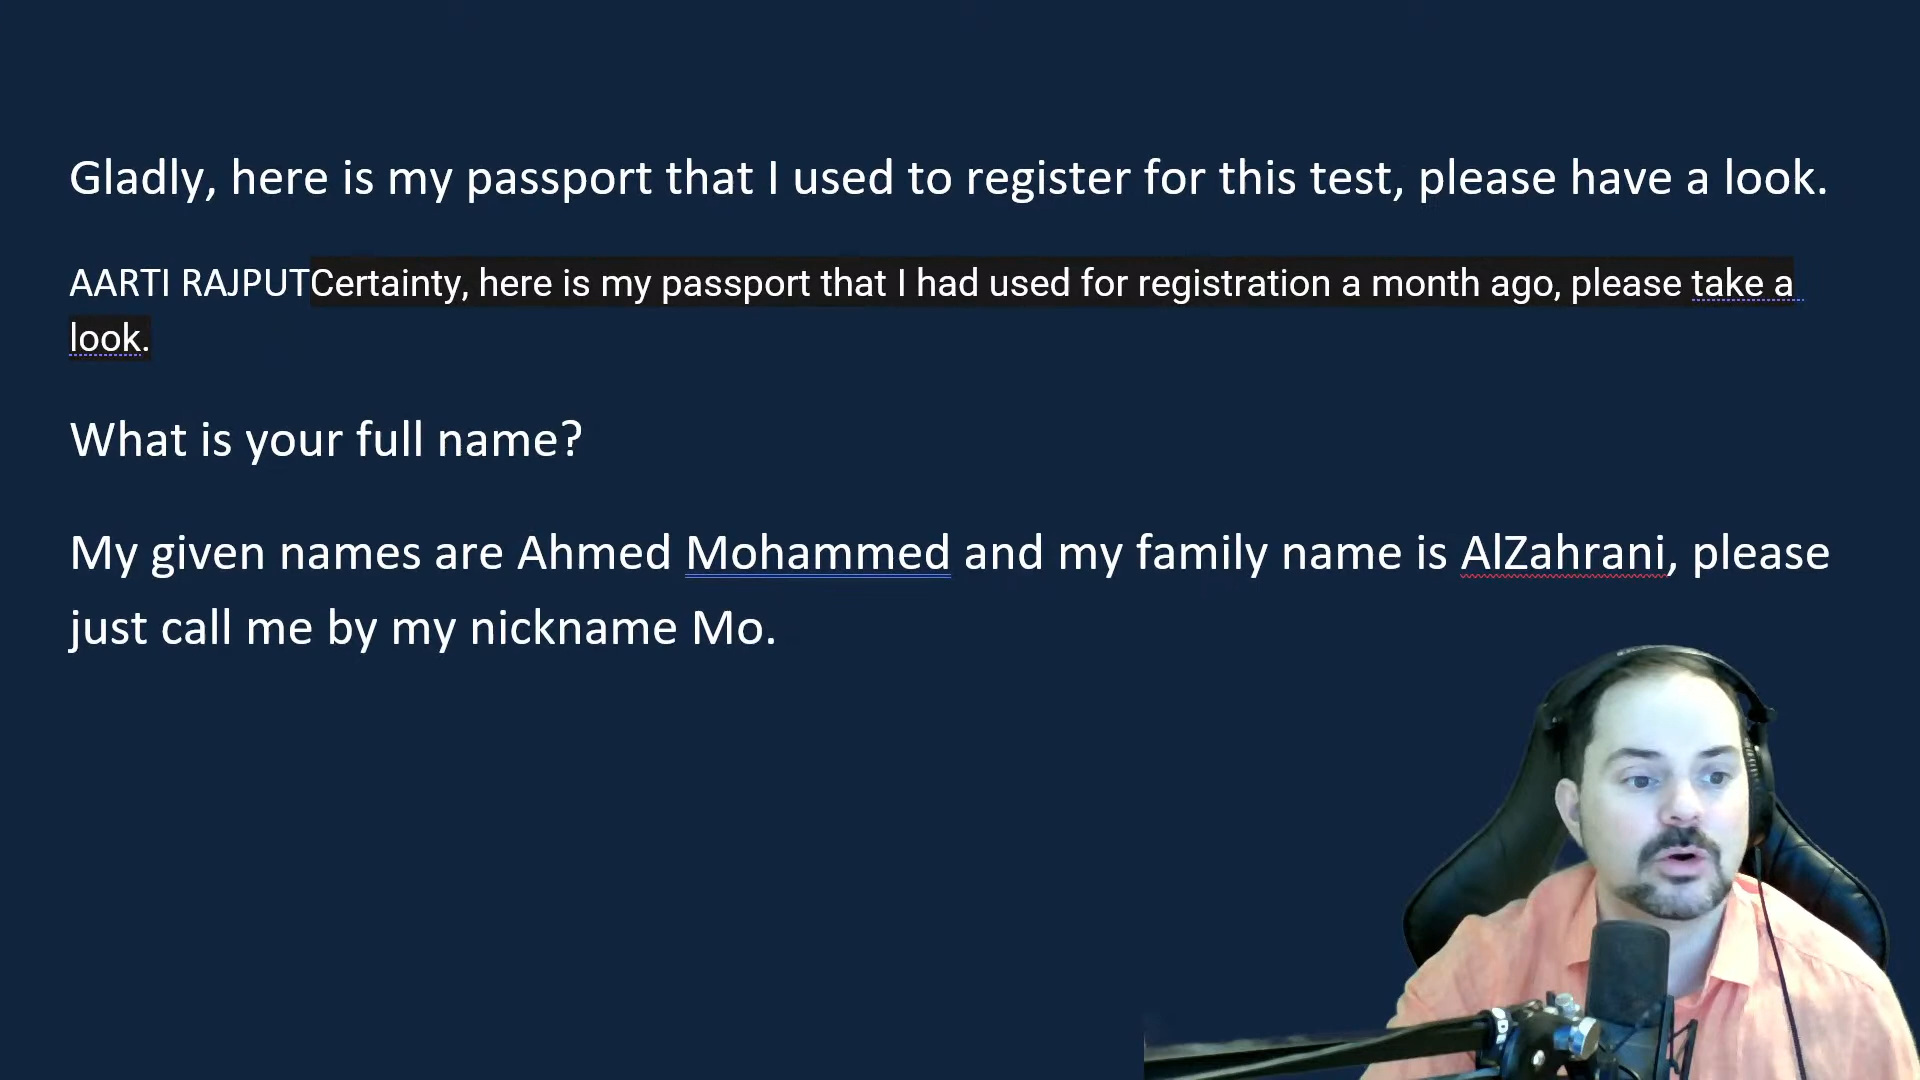 Gladly, here is my passport that I used to register for this test, please have a look.
AARTI RAJPUTCertainty, here is my passport that I had used for registration a month ago, please take a
look.
What is your full name?
My given names are Ahmed Mohammed and my family name is AlZahrani, please
just call me by my nickname Mo.